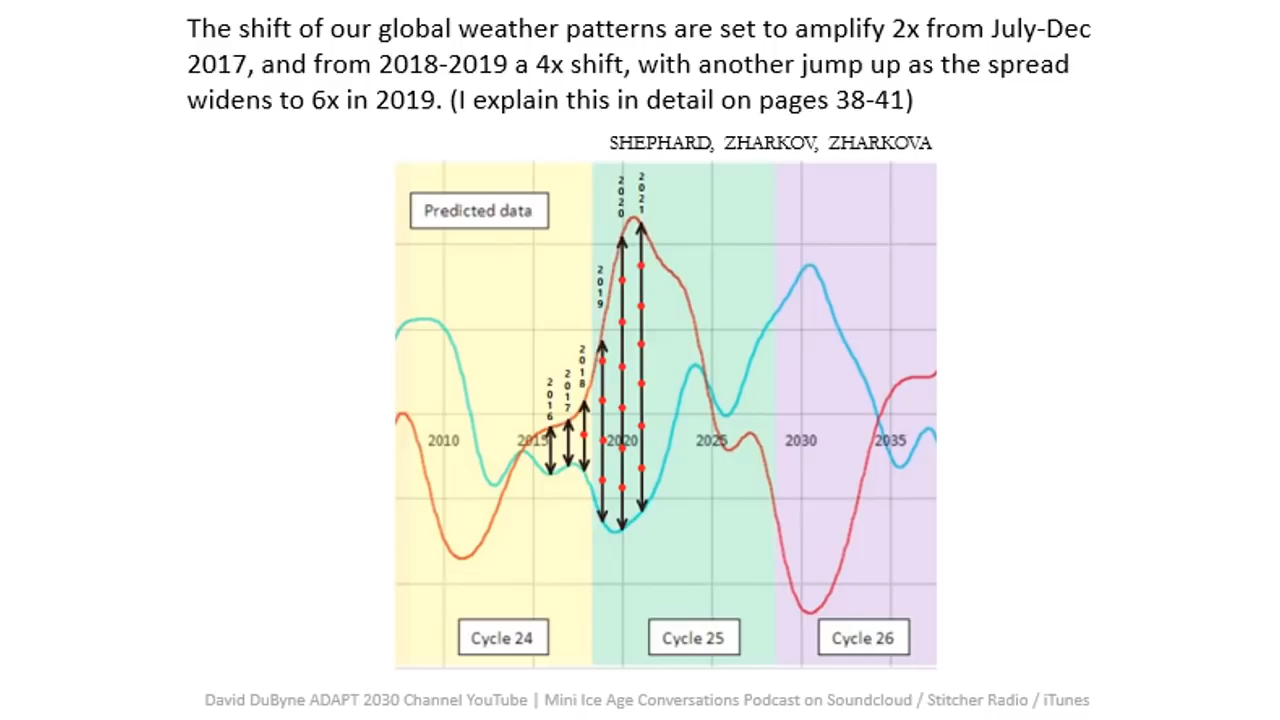 The shift of our global weather patterns are set to amplify 2x from July-Dec
2017, and from 2018-2019 a 4x shift, with another jump up as the spread
widens to 6x in 2019. (I explain this in detail on pages 38-41)
SHEPHARD, ZHARKOV, ZHARKOVA
Predicted data
2016
2017
2018
2019
2020
2021
2010
2015
2020
2025
2030
2035
Cycle 24
Cycle 25
Cycle 26
David DuByne ADAPT 2030 Channel YouTube | Mini Ice Age Conversations Podcast on Soundcloud / Stitcher Radio / iTunes